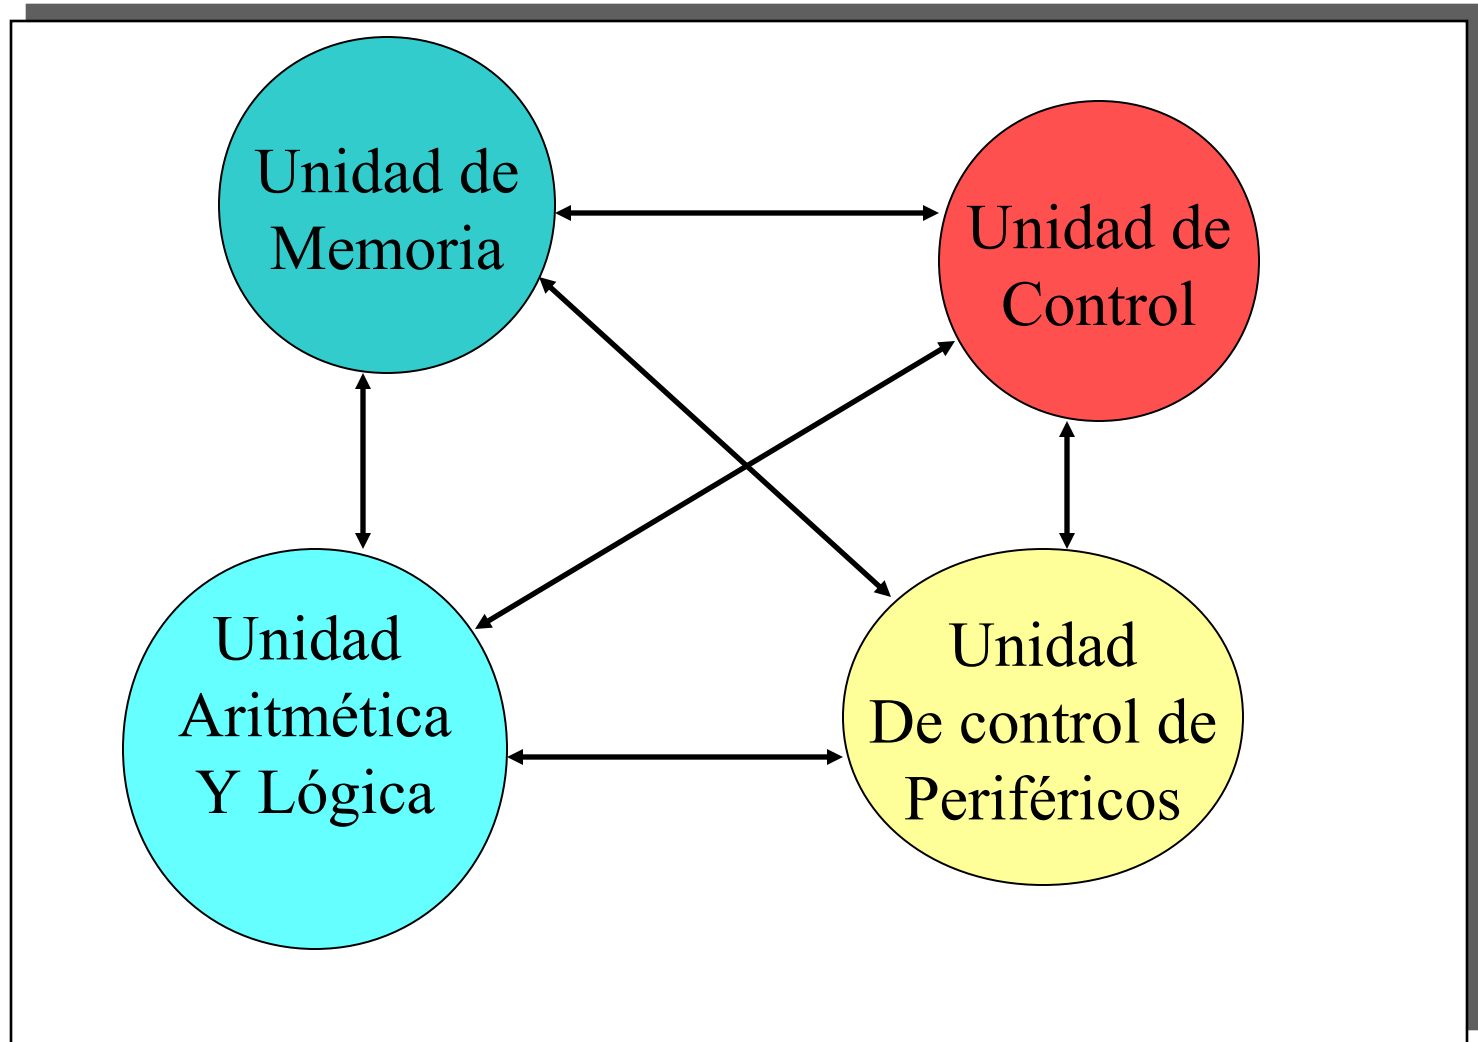 Unidad de
Memoria
Unidad de
Control
Unidad
Aritmética
Y Lógica
Unidad
De control de
Periféricos